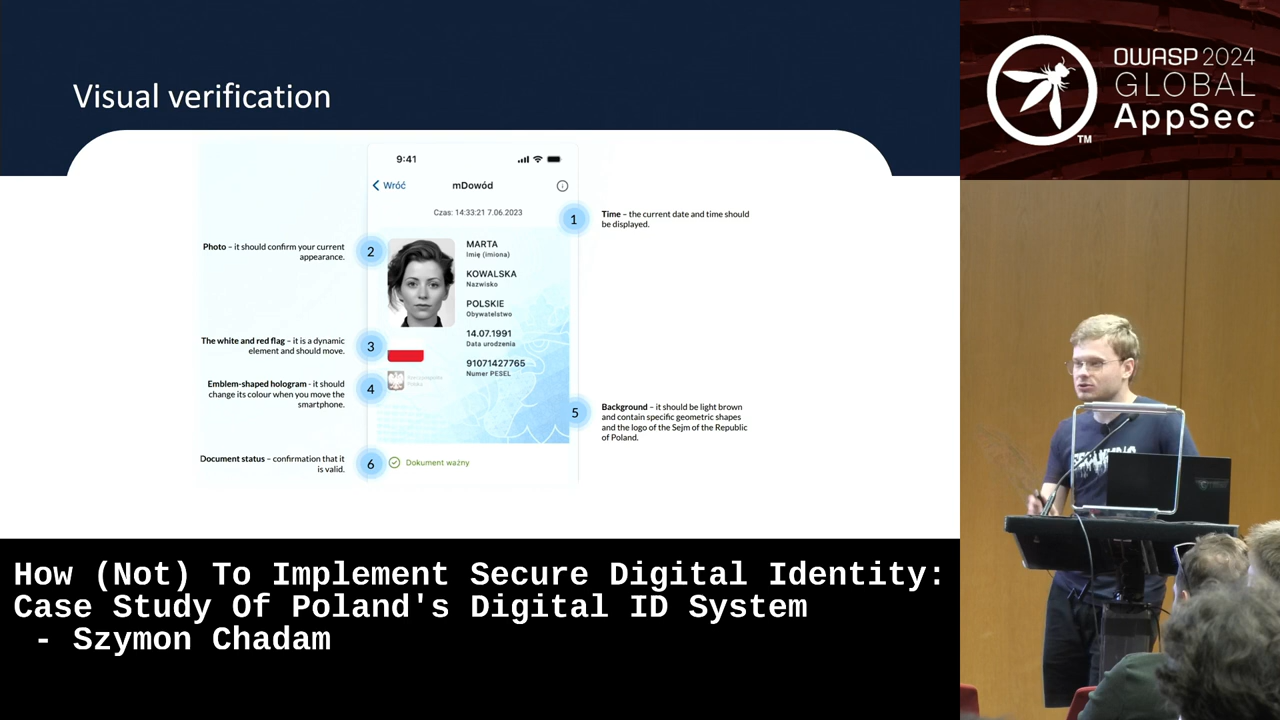 Visual verification
9:41
Wróć
mDowód
Czas: 14:33:21 7.06.2023
1
Time – the current date and time should
be displayed.
Photo – it should confirm your current
appearance.
2
MARTA
Imię (imiona)
KOWALSKA
Nazwisko
POLSKIE
Obywatelstwo
14.07.1991
Data urodzenia
91071427765
Numer PESEL
The white and red flag – it is a dynamic
element and should move.
3
Emblem-shaped hologram - it should
change its colour when you move the
smartphone.
4
Rzeczpospolita
Polska
5
Background – it should be light brown
and contain specific geometric shapes
and the logo of the Sejm of the Republic
of Poland.
Document status – confirmation that it
is valid.
6
Dokument ważny
OWASP 2024
GLOBAL
AppSec
TM
How (Not) To Implement Secure Digital Identity:
Case Study Of Poland's Digital ID System
- Szymon Chadam